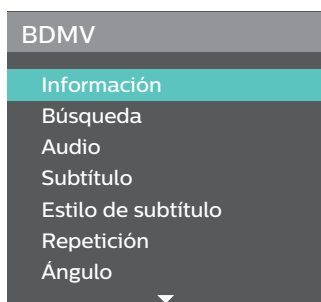 BDMV
Información
Búsqueda
Audio
Subtítulo
Estilo de subtítulo
Repetición
Ángulo